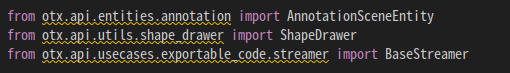 from otx.api.entities.annotation import AnnotationSceneEntity
from otx.api.utils.shape_drawer import ShapeDrawer
from otx.api.usecases.exportable_code.streamer import BaseStreamer